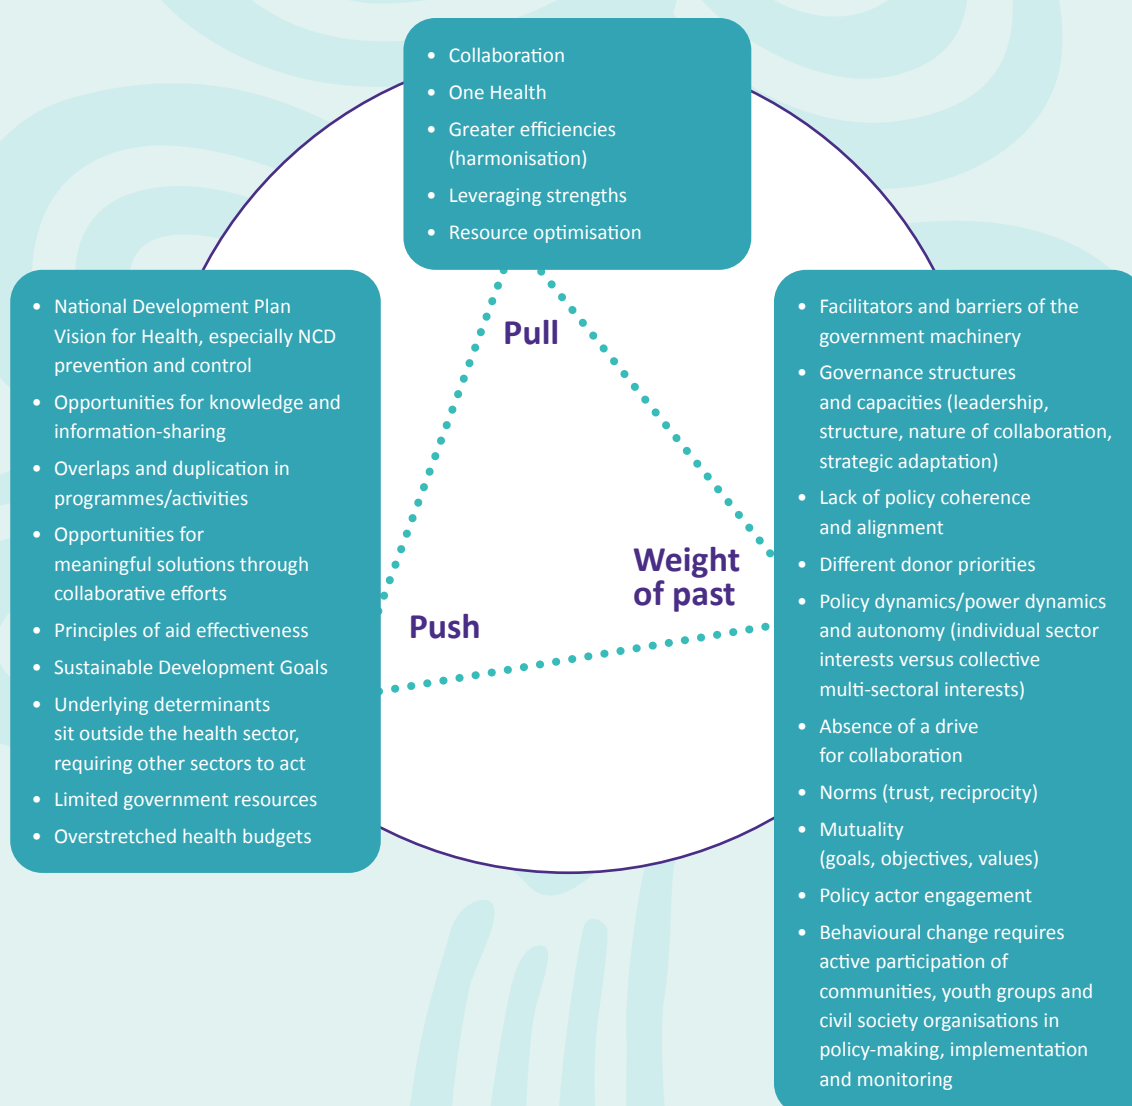 • Collaboration
• One Health
• Greater efficiencies
(harmonisation)
• Leveraging strengths
• Resource optimisation
Pull
• National Development Plan
Vision for Health, especially NCD
prevention and control
• Opportunities for knowledge and
information-sharing
• Overlaps and duplication in
programmes/activities
• Opportunities for
meaningful solutions through
collaborative efforts
• Principles of aid effectiveness
• Sustainable Development Goals
• Underlying determinants
sit outside the health sector,
requiring other sectors to act
• Limited government resources
• Overstretched health budgets
Push
Weight
of past
• Facilitators and barriers of the
government machinery
• Governance structures
and capacities (leadership,
structure, nature of collaboration,
strategic adaptation)
• Lack of policy coherence
and alignment
• Different donor priorities
• Policy dynamics/power dynamics
and autonomy (individual sector
interests versus collective
multi-sectoral interests)
• Absence of a drive
for collaboration
• Norms (trust, reciprocity)
• Mutuality
(goals, objectives, values)
• Policy actor engagement
• Behavioural change requires
active participation of
communities, youth groups and
civil society organisations in
policy-making, implementation
and monitoring